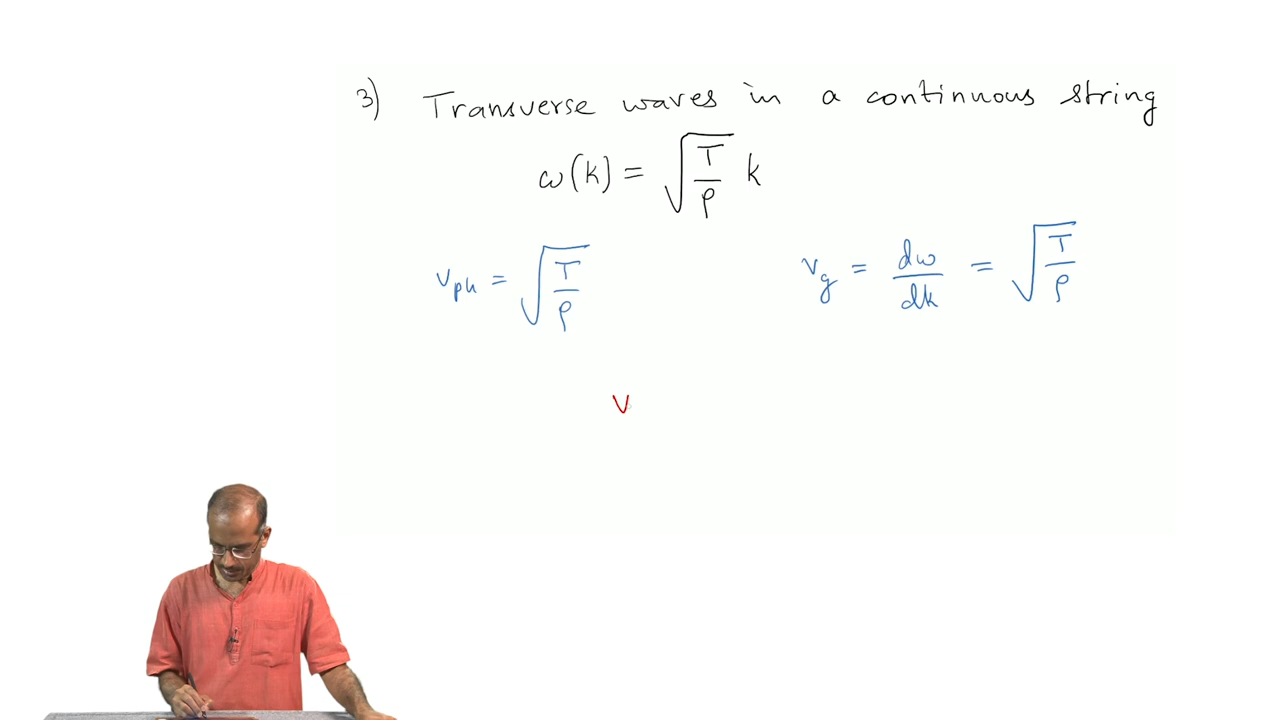 3) Transverse waves in a continuous string
ω(k) = √(T/ρ) k
v_ph = √(T/ρ)
v_g = dω/dk = √(T/ρ)
V